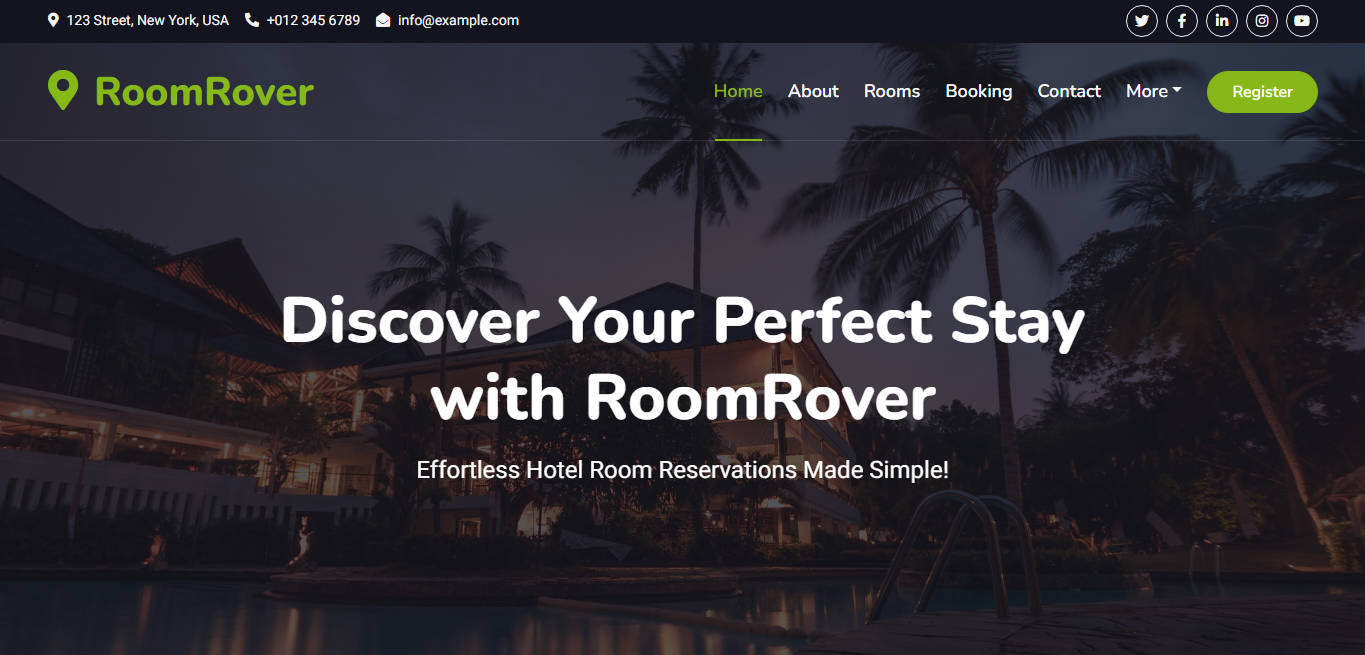 123 Street, New York, USA +012 345 6789 info@example.com
RoomRover Home About Rooms Booking Contact More Register
Discover Your Perfect Stay
with RoomRover
Effortless Hotel Room Reservations Made Simple!